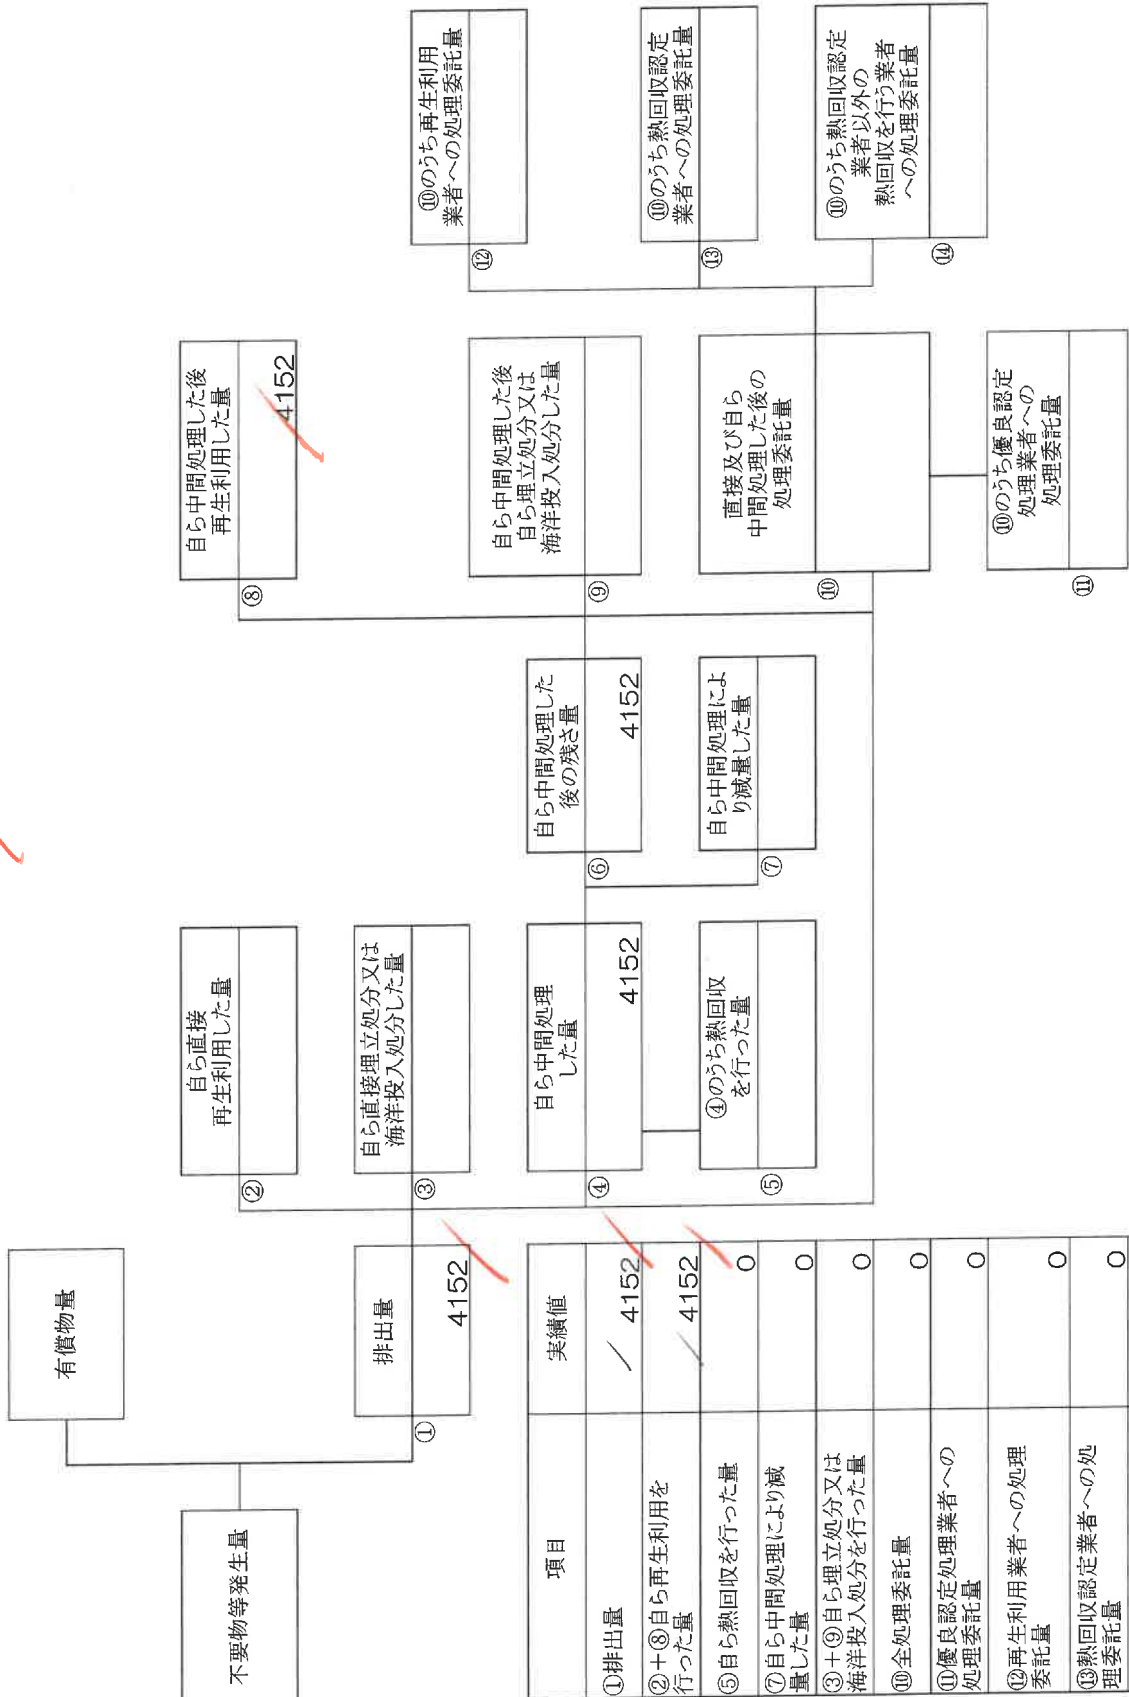 不要物等発生量
有償物量
①
排出量
4152
②
自ら直接
再生利用した量
③
自ら直接埋立処分又は
海洋投入処分した量
④
自ら中間処理
した量
4152
⑤
④のうち熱回収
を行った量
⑥
自ら中間処理した
後の残さ量
4152
⑦
自ら中間処理によ
り減量した量
⑧
自ら中間処理した後
再生利用した量
4152
⑨
自ら中間処理した後
自ら埋立処分又は
海洋投入処分した量
⑩
直接及び自ら
中間処理した後の
処理委託量
⑪
⑩のうち優良認定
処理業者への
処理委託量
⑫
⑩のうち再生利用
業者への処理委託量
⑬
⑩のうち熱回収認定
業者への処理委託量
⑭
⑩のうち熱回収認定
業者以外の
熱回収を行う業者
への処理委託量
項目 実績値
①排出量 4152
②+⑧自ら再生利用を
行った量 4152
⑤自ら熱回収を行った量 0
⑦自ら中間処理により減
量した量 0
③+⑨自ら埋立処分又は
海洋投入処分を行った量 0
⑩全処理委託量 0
⑪優良認定処理業者への
処理委託量 0
⑫再生利用業者への処理
委託量 0
⑬熱回収認定業者への処
理委託量 0